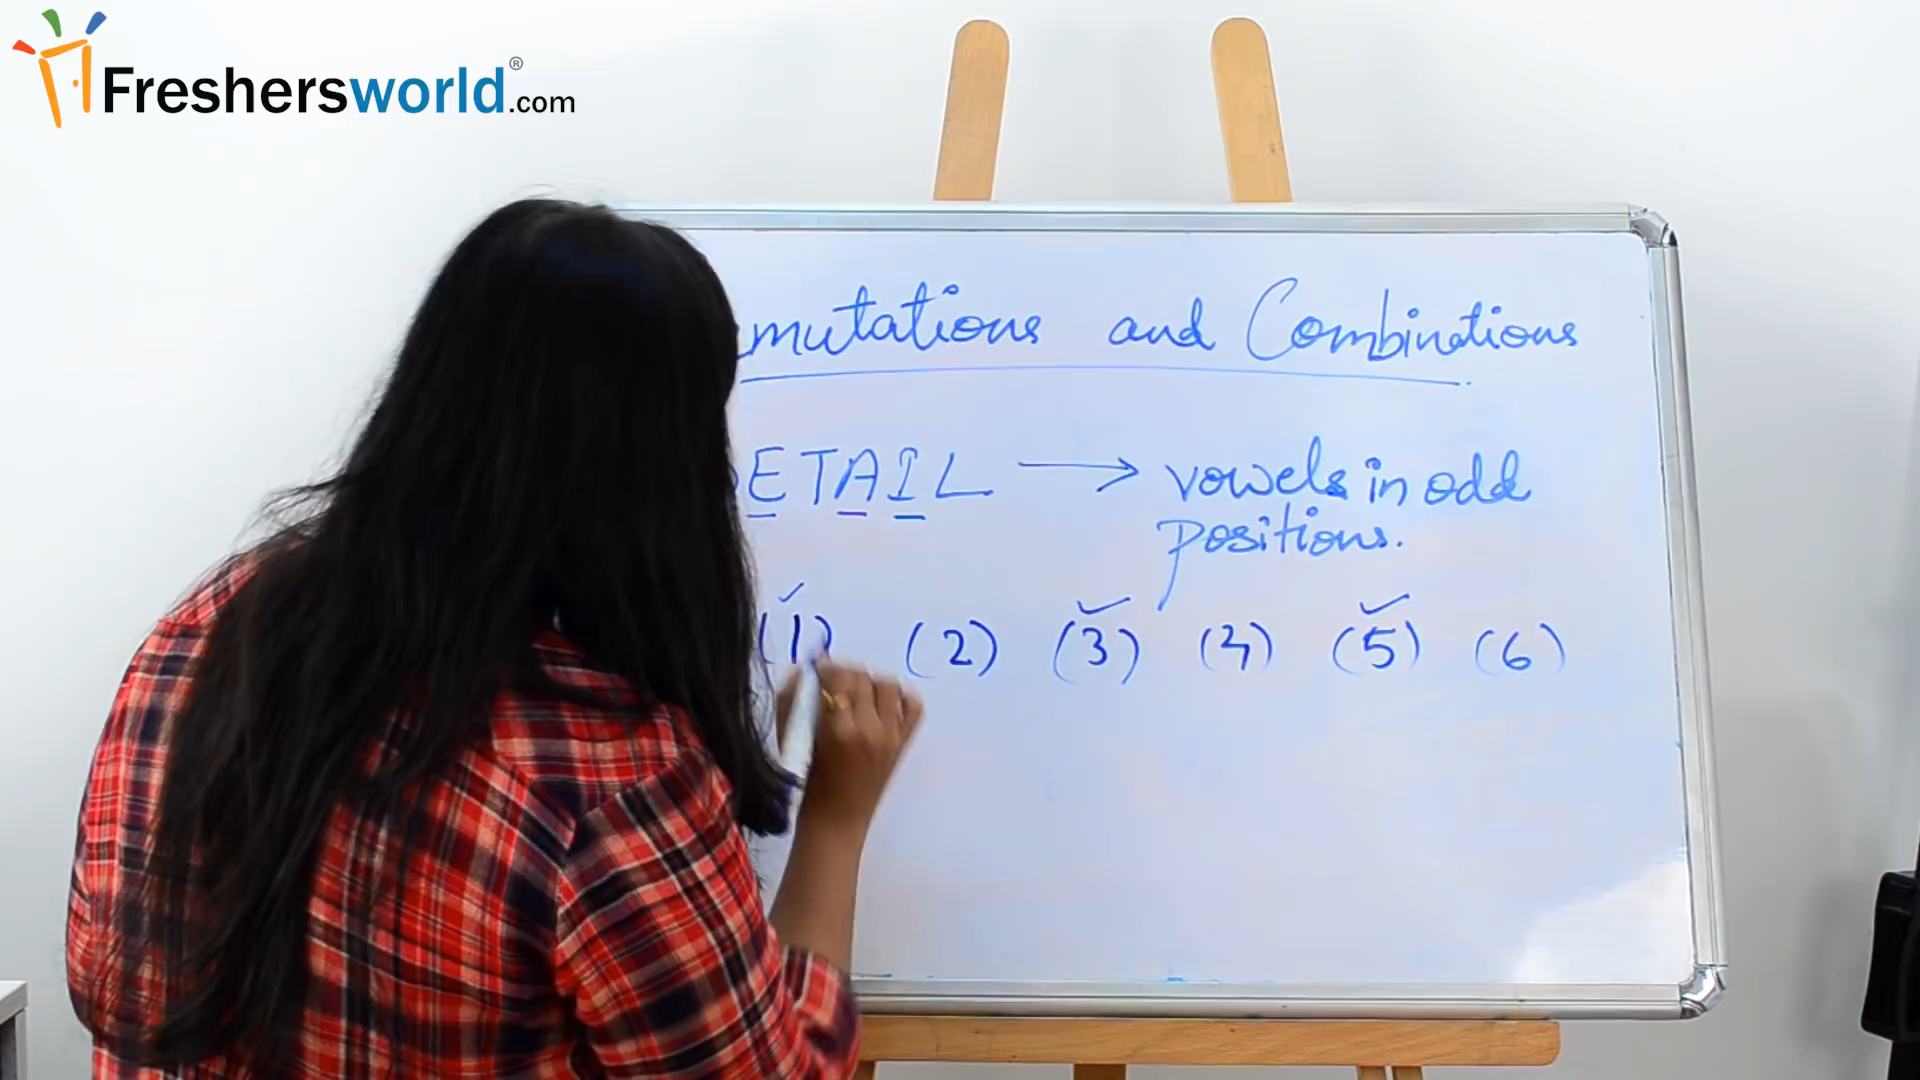 Freshersworld.com®
mutations and Combinations
ETAIL → vowels in odd
positions.
(1) (2) (3) (4) (5) (6)